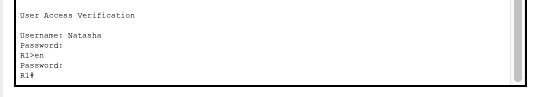 User Access Verification
Username: Natasha
Password:
R1>en
Password:
R1#